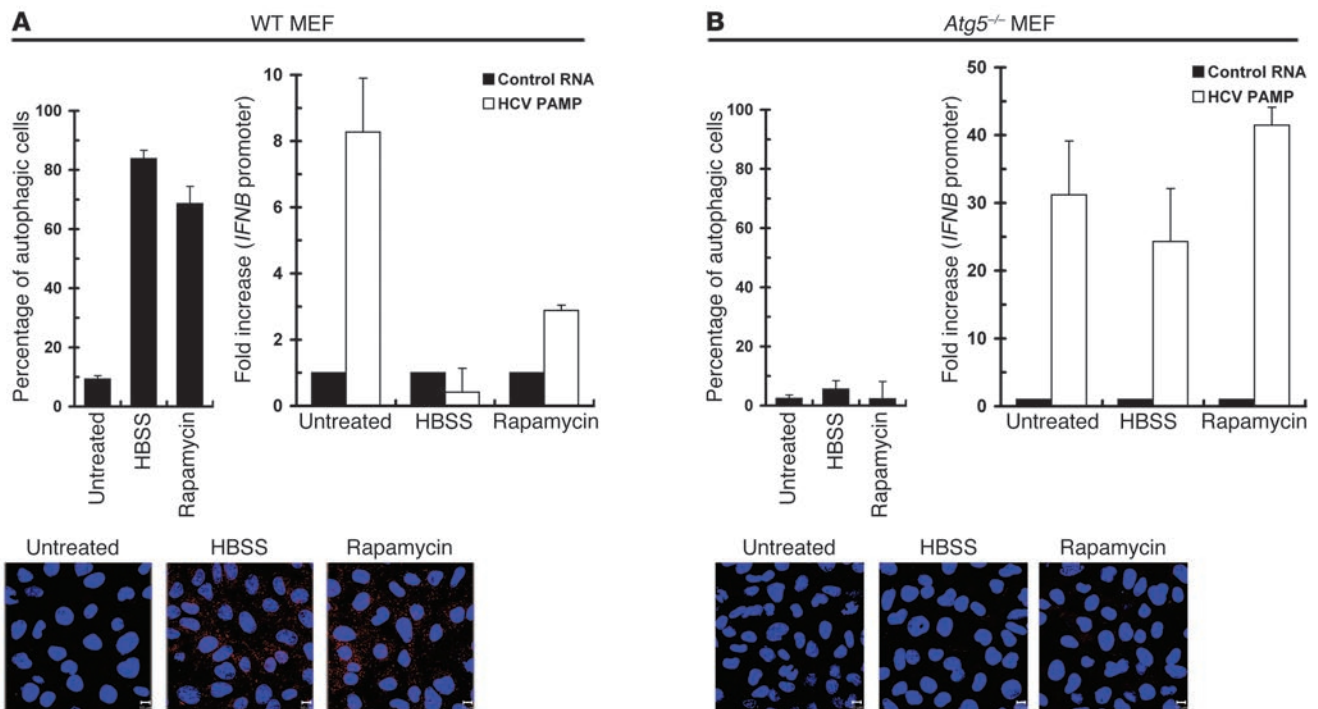 A
WT MEF
Percentage of autophagic cells
100
80
60
40
20
0
Untreated
HBSS
Rapamycin
Fold increase (IFNB promoter)
10
8
6
4
2
0
Control RNA
HCV PAMP
Untreated
HBSS
Rapamycin
Untreated
HBSS
Rapamycin
B
Atg5–/– MEF
Percentage of autophagic cells
100
80
60
40
20
0
Untreated
HBSS
Rapamycin
Fold increase (IFNB promoter)
50
40
30
20
10
0
Control RNA
HCV PAMP
Untreated
HBSS
Rapamycin
Untreated
HBSS
Rapamycin